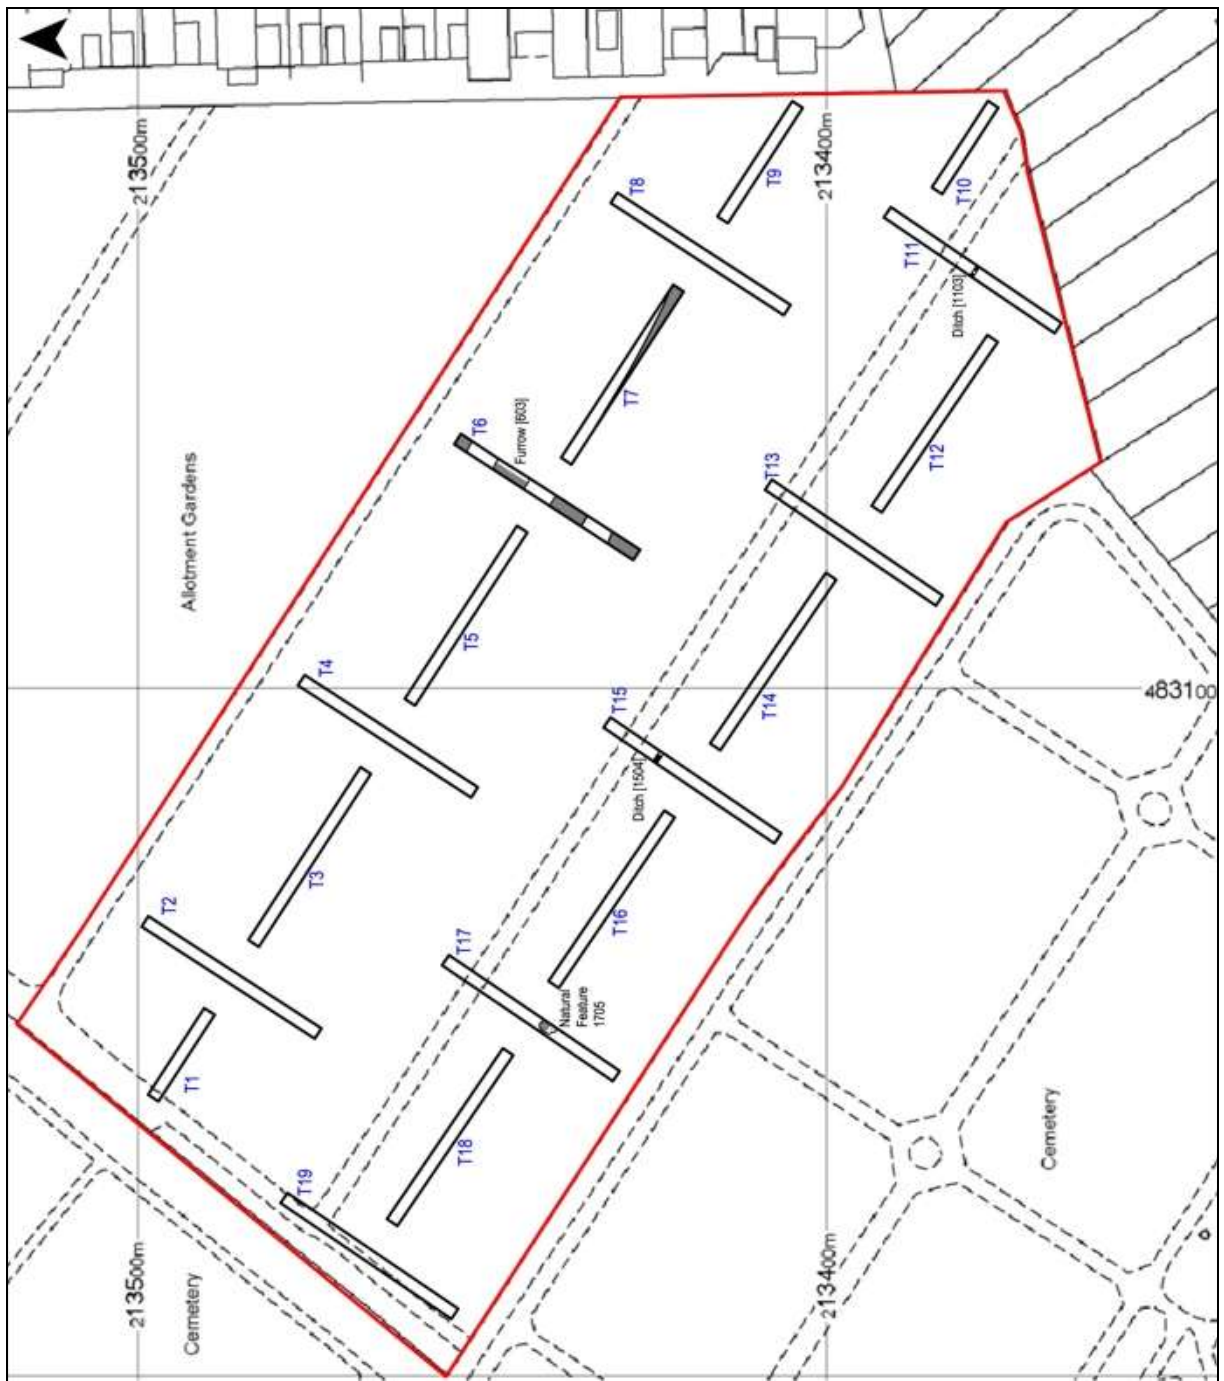 213500m
213400m
T8
T9
T10
T11
Ditch [1103]
T7
T6
Furrow [603]
T12
T13
Allotment Gardens
T5
T4
T14
T15
483100
Ditch [1504]
T3
T16
T2
T17
Natural
Feature
1705
T1
T18
T19
Cemetery
213500m
213400m
Cemetery